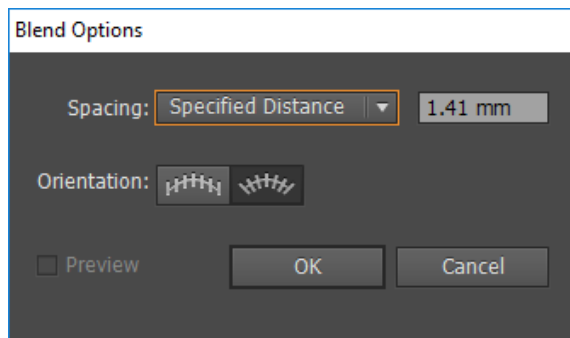 Blend Options
Spacing: Specified Distance 1.41 mm
Orientation:
Preview OK Cancel